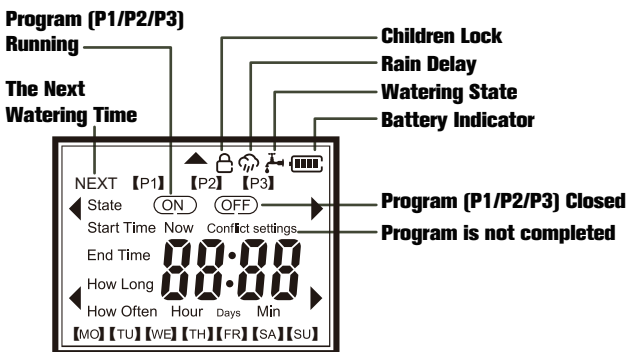 Program (P1/P2/P3)
Running
The Next
Watering Time
Children Lock
Rain Delay
Watering State
Battery Indicator
NEXT 【P1】 【P2】 【P3】
State ON OFF
Program (P1/P2/P3) Closed
Start Time Now Conflict settings
Program is not completed
End Time
88:88
How Long
How Often Hour Days Min
【MO】【TU】【WE】【TH】【FR】【SA】【SU】